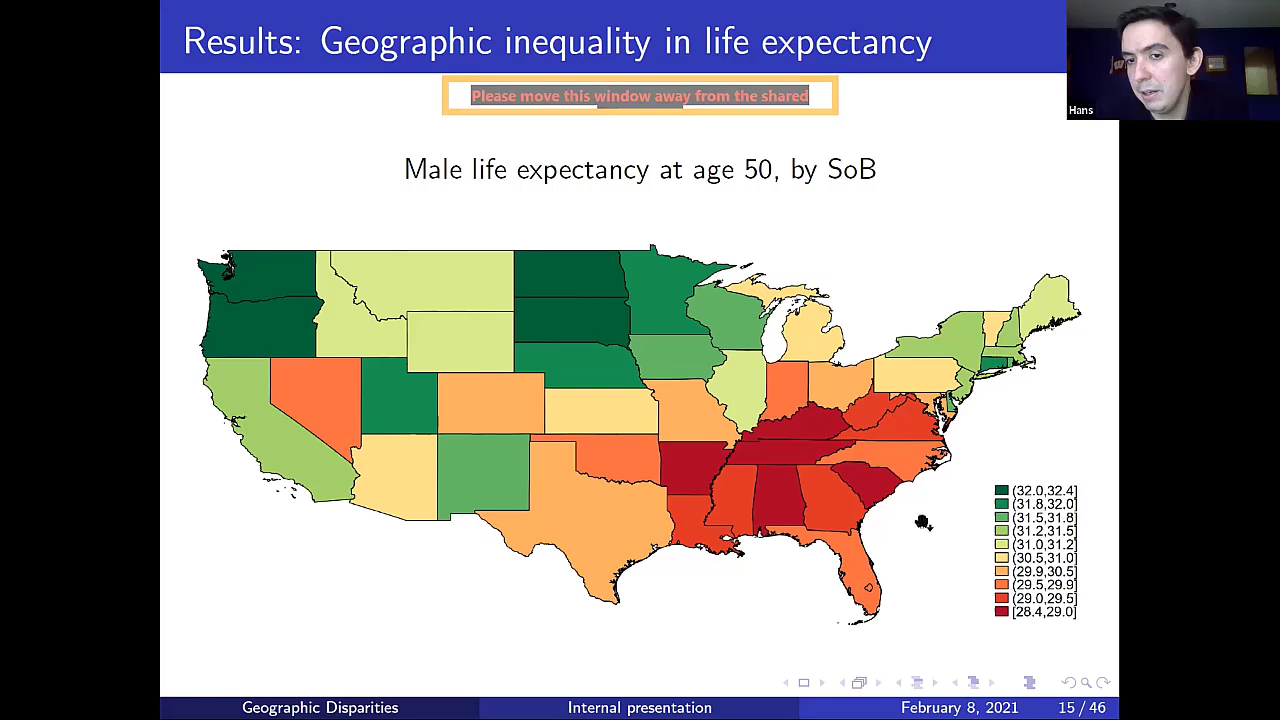 Results: Geographic inequality in life expectancy
Hans
Please move this window away from the shared
Male life expectancy at age 50, by SoB
(32.0,32.4]
(31.8,32.0]
(31.5,31.8]
(31.2,31.5]
(31.0,31.2]
(30.5,31.0]
(29.9,30.5]
(29.5,29.9]
(29.0,29.5]
[28.4,29.0]
Geographic Disparities
Internal presentation
February 8, 2021
15 / 46